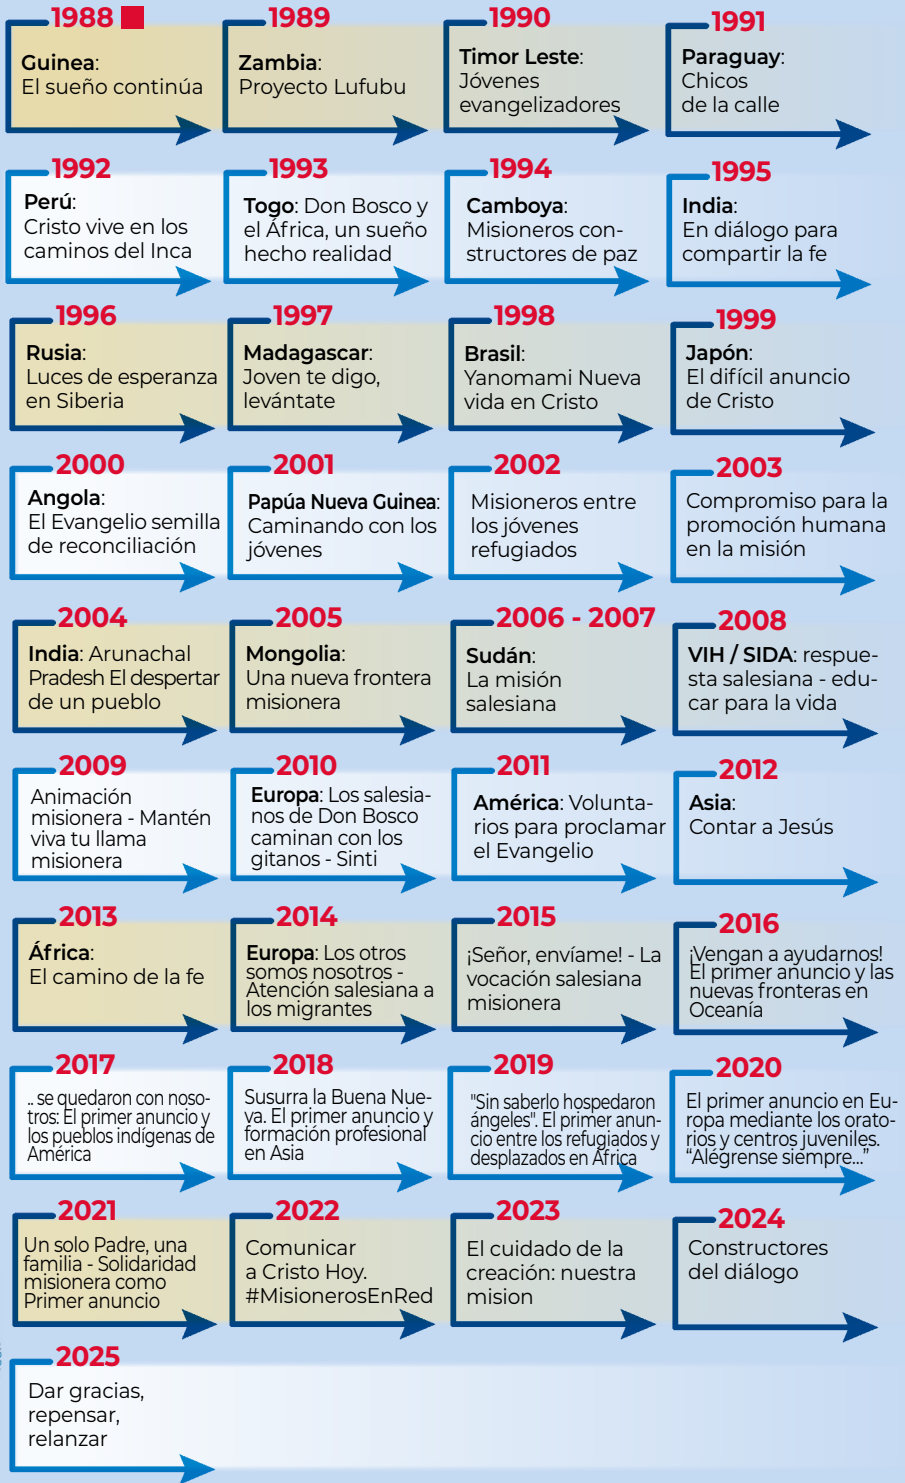 1988
Guinea:
El sueño continúa
1989
Zambia:
Proyecto Lufubu
1990
Timor Leste:
Jóvenes
evangelizadores
1991
Paraguay:
Chicos
de la calle
1992
Perú:
Cristo vive en los
caminos del Inca
1993
Togo: Don Bosco y
el África, un sueño
hecho realidad
1994
Camboya:
Misioneros con-
structores de paz
1995
India:
En diálogo para
compartir la fe
1996
Rusia:
Luces de esperanza
en Siberia
1997
Madagascar:
Joven te digo,
levántate
1998
Brasil:
Yanomami Nueva
vida en Cristo
1999
Japón:
El difícil anuncio
de Cristo
2000
Angola:
El Evangelio semilla
de reconciliación
2001
Papúa Nueva Guinea:
Caminando con los
jóvenes
2002
Misioneros entre
los jóvenes
refugiados
2003
Compromiso para la
promoción humana
en la misión
2004
India: Arunachal
Pradesh El despertar
de un pueblo
2005
Mongolia:
Una nueva frontera
misionera
2006 - 2007
Sudán:
La misión
salesiana
2008
VIH / SIDA: respue-
sta salesiana - edu-
car para la vida
2009
Animación
misionera - Mantén
viva tu llama
misionera
2010
Europa: Los salesia-
nos de Don Bosco
caminan con los
gitanos - Sinti
2011
América: Volunta-
rios para proclamar
el Evangelio
2012
Asia:
Contar a Jesús
2013
África:
El camino de la fe
2014
Europa: Los otros
somos nosotros -
Atención salesiana a
los migrantes
2015
¡Señor, envíame! - La
vocación salesiana
misionera
2016
¡Vengan a ayudarnos!
El primer anuncio y las
nuevas fronteras en
Oceanía
2017
.. se quedaron con noso-
tros: El primer anuncio y
los pueblos indígenas de
América
2018
Susurra la Buena Nue-
va. El primer anuncio y
formación profesional
en Asia
2019
"Sin saberlo hospedaron
ángeles". El primer anun-
cio entre los refugiados y
desplazados en África
2020
El primer anuncio en Eu-
ropa mediante los orato-
rios y centros juveniles.
“Alégrense siempre...”
2021
Un solo Padre, una
familia - Solidaridad
misionera como
Primer anuncio
2022
Comunicar
a Cristo Hoy.
#MisionerosEnRed
2023
El cuidado de la
creación: nuestra
mision
2024
Constructores
del diálogo
2025
Dar gracias,
repensar,
relanzar